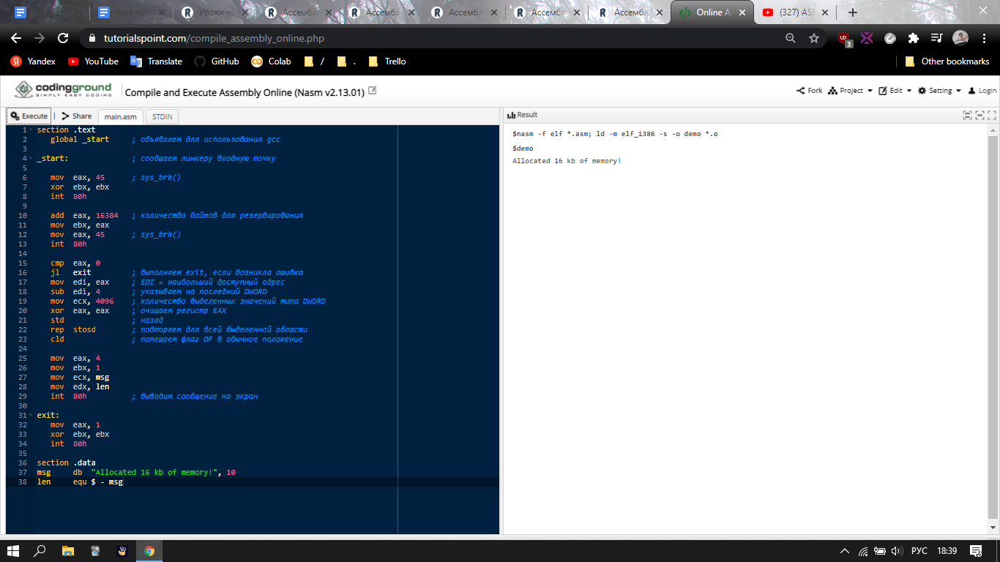 Assembl
Уроки по
Ассембл
Ассембл
Ассембл
Ассембл
Ассембл
Online As
(327) ASM
tutorialspoint.com/compile_assembly_online.php
3
Yandex YouTube Translate GitHub Colab / . Trello Other bookmarks
codingground
SIMPLY EASY CODING
Compile and Execute Assembly Online (Nasm v2.13.01)
Fork Project Edit Setting Login
Execute | Share main.asm STDIN
Result
1 section .text
2 global _start ; объявляем для использования gcc
3
4 _start: ; сообщаем линкеру входную точку
5
6 mov eax, 45 ; sys_brk()
7 xor ebx, ebx
8 int 80h
9
10 add eax, 16384 ; количество байтов для резервирования
11 mov ebx, eax
12 mov eax, 45 ; sys_brk()
13 int 80h
14
15 cmp eax, 0
16 jl exit ; выполняем exit, если возникла ошибка
17 mov edi, eax ; EDI = наибольший доступный адрес
18 sub edi, 4 ; указываем на последний DWORD
19 mov ecx, 4096 ; количество выделенных значений типа DWORD
20 xor eax, eax ; очищаем регистр EAX
21 std ; назад
22 rep stosd ; повторяем для всей выделенной области
23 cld ; помещаем флаг DF в обычное положение
24
25 mov eax, 4
26 mov ebx, 1
27 mov ecx, msg
28 mov edx, len
29 int 80h ; выводим сообщение на экран
30
31 exit:
32 mov eax, 1
33 xor ebx, ebx
34 int 80h
35
36 section .data
37 msg db "Allocated 16 kb of memory!", 10
38 len equ $ - msg
$nasm -f elf *.asm; ld -m elf_i386 -s -o demo *.o
$demo
Allocated 16 kb of memory!
РУС 18:39